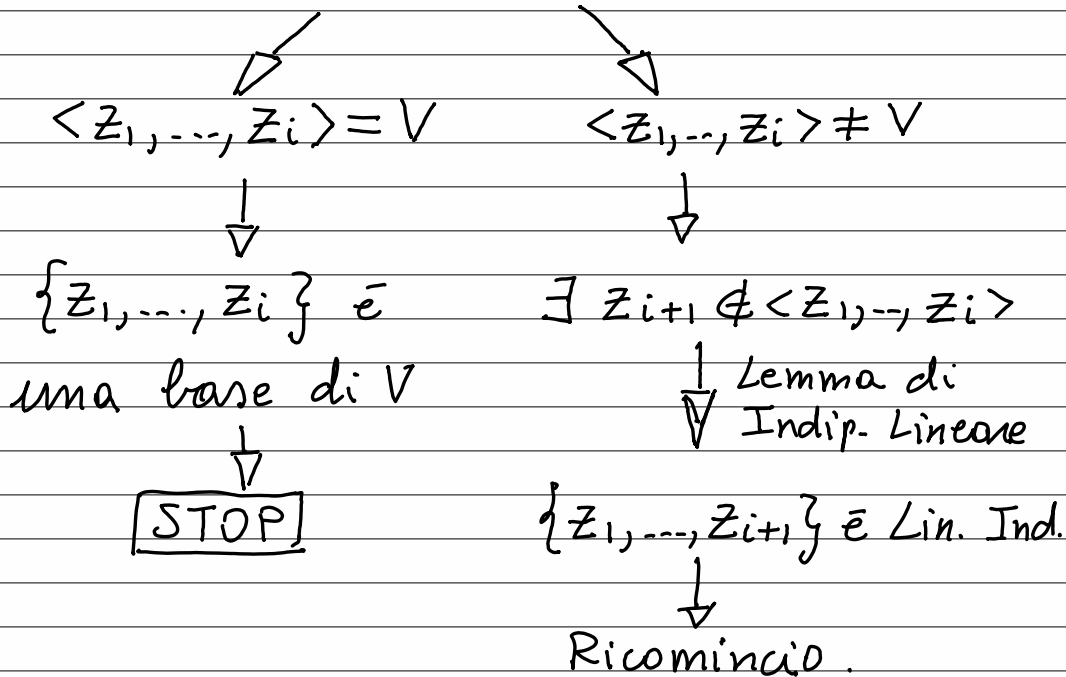 <z₁,...,zᵢ> = V <z₁,..,zᵢ> ≠ V
{z₁,...,zᵢ} ē ∃ zᵢ₊₁ ∉ <z₁,..,zᵢ>
una base di V Lemma di
Indip. Lineare
STOP {z₁,...,zᵢ₊₁} ē Lin. Ind.
Ricomincio.